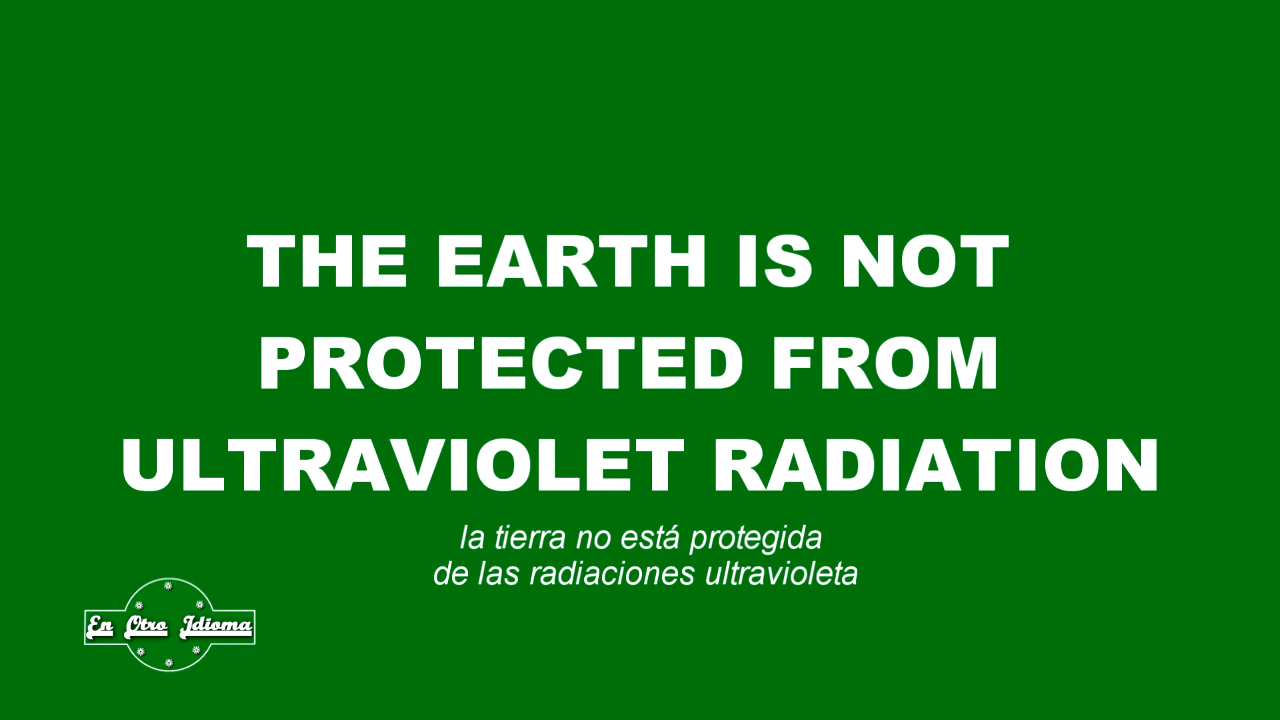 THE EARTH IS NOT
PROTECTED FROM
ULTRAVIOLET RADIATION
la tierra no está protegida
de las radiaciones ultravioleta
En Otro Idioma